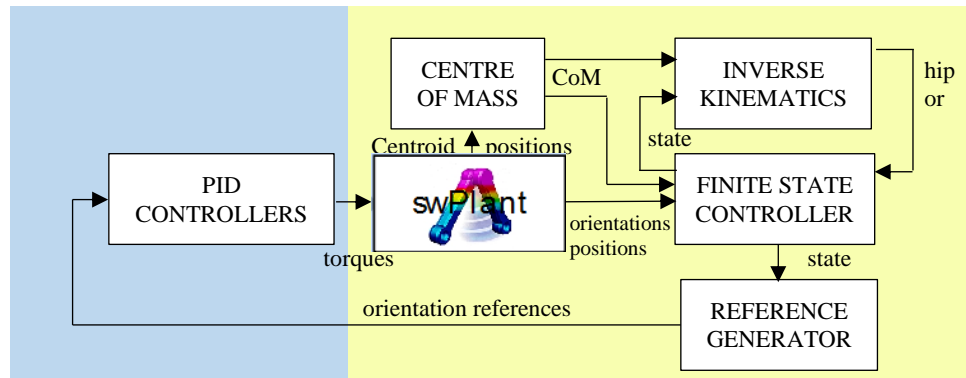 CENTRE
OF MASS
CoM
INVERSE
KINEMATICS
hip
or
Centroid positions
state
PID
CONTROLLERS
torques
swPlant
orientations
positions
FINITE STATE
CONTROLLER
state
orientation references
REFERENCE
GENERATOR